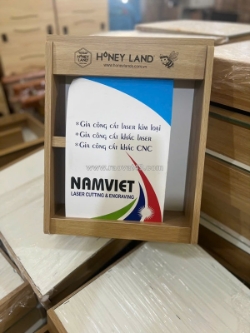 HONEY LAND
• Gia công cắt laser kim loại
• Gia công cắt khắc laser
• Gia công cắt khắc CNC
NAMVIET
LASER CUTTING & ENGRAVING